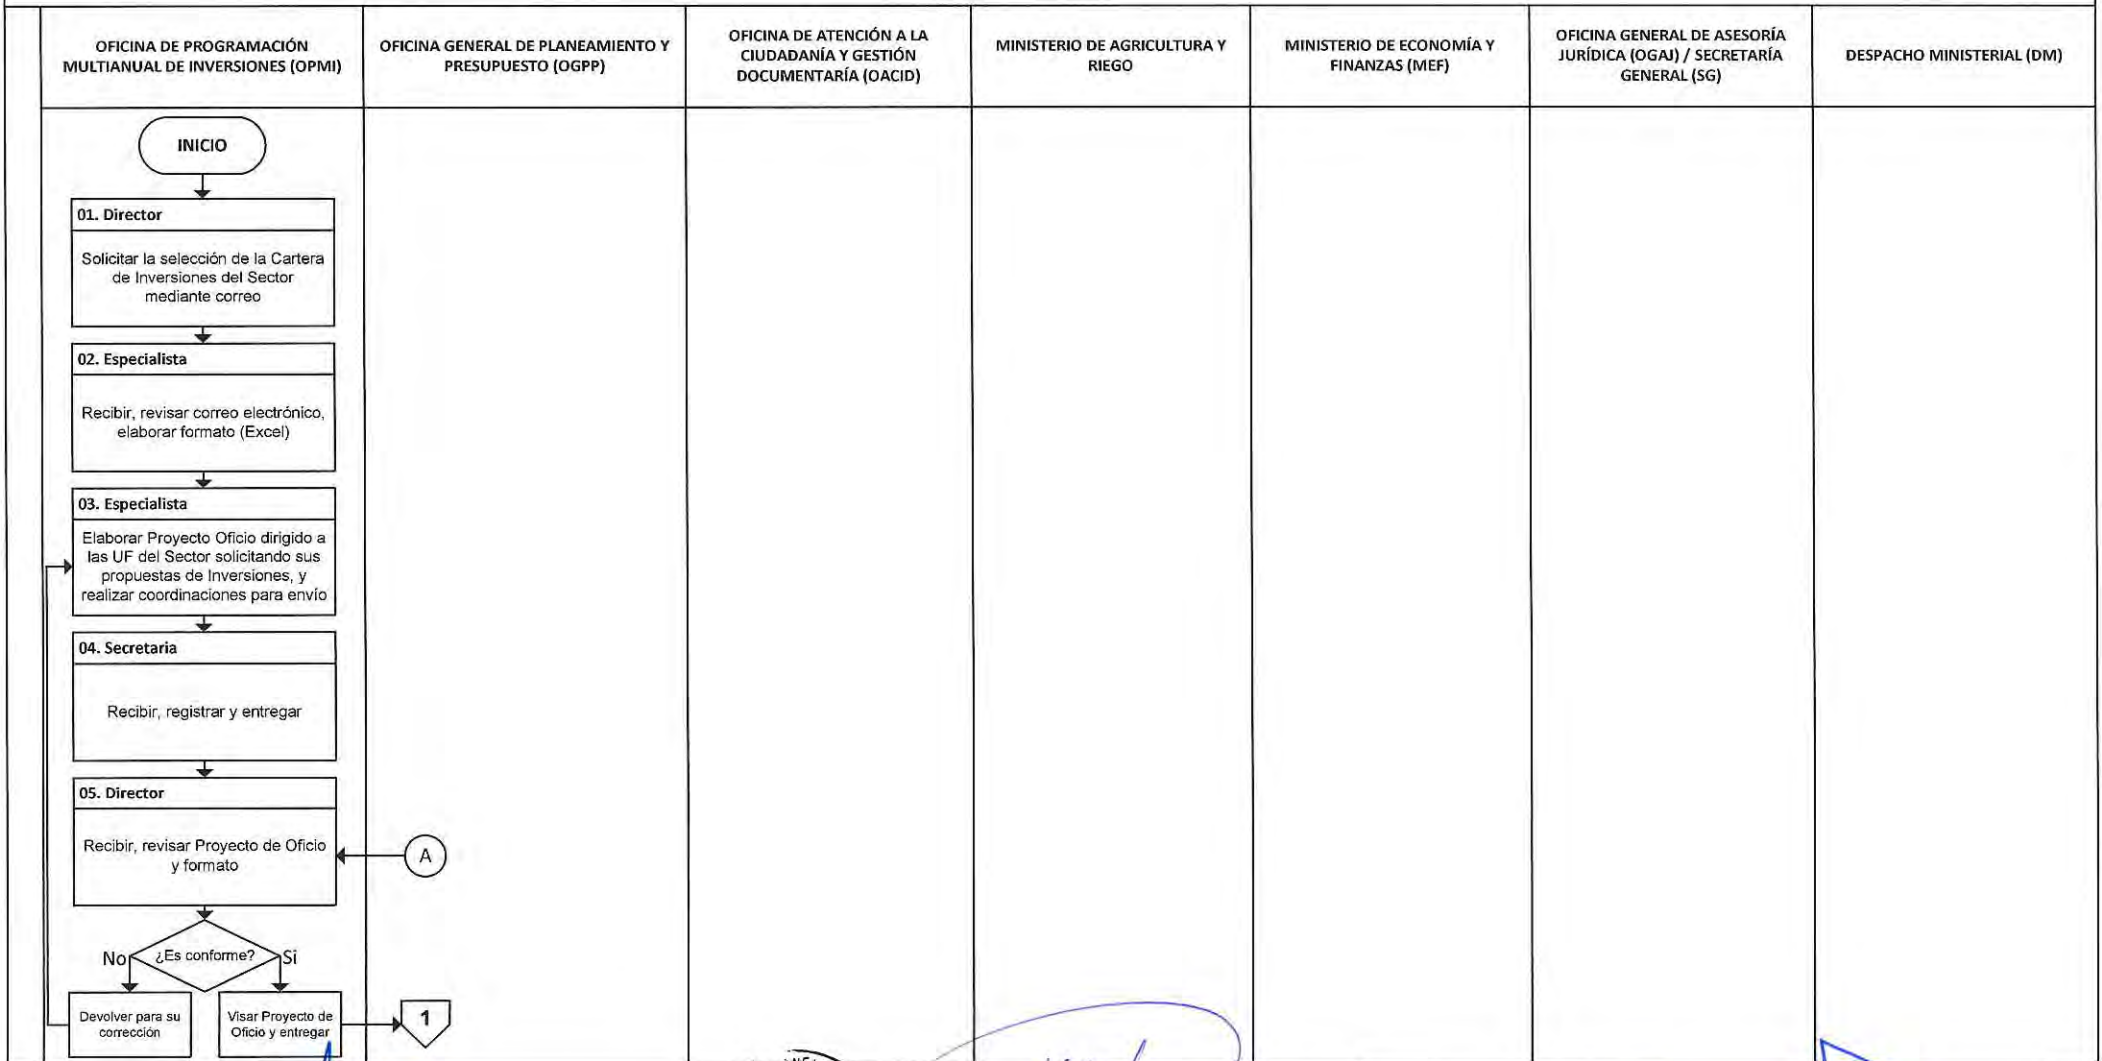 OFICINA DE PROGRAMACIÓN
MULTIANUAL DE INVERSIONES (OPMI)
OFICINA GENERAL DE PLANEAMIENTO Y
PRESUPUESTO (OGPP)
OFICINA DE ATENCIÓN A LA
CIUDADANÍA Y GESTIÓN
DOCUMENTARÍA (OACID)
MINISTERIO DE AGRICULTURA Y
RIEGO
MINISTERIO DE ECONOMÍA Y
FINANZAS (MEF)
OFICINA GENERAL DE ASESORÍA
JURÍDICA (OGAJ) / SECRETARÍA
GENERAL (SG)
DESPACHO MINISTERIAL (DM)
INICIO
01. Director
Solicitar la selección de la Cartera
de Inversiones del Sector
mediante correo
02. Especialista
Recibir, revisar correo electrónico,
elaborar formato (Excel)
03. Especialista
Elaborar Proyecto Oficio dirigido a
las UF del Sector solicitando sus
propuestas de Inversiones, y
realizar coordinaciones para envío
04. Secretaria
Recibir, registrar y entregar
05. Director
Recibir, revisar Proyecto de Oficio
y formato
A
No
¿Es conforme?
Si
Devolver para su
corrección
Visar Proyecto de
Oficio y entregar
1